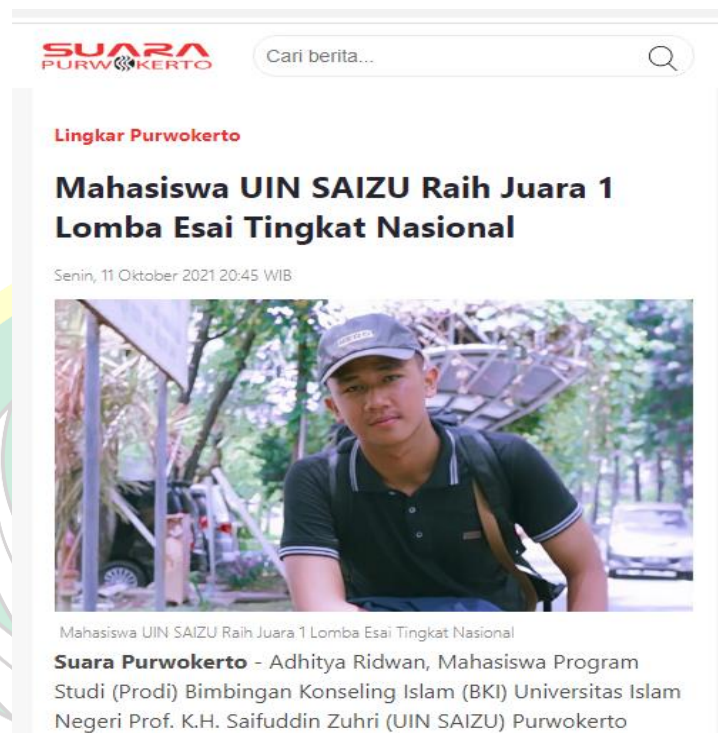 SUARA
PURWOKERTO
Cari berita...
Lingkar Purwokerto
Mahasiswa UIN SAIZU Raih Juara 1
Lomba Esai Tingkat Nasional
Senin, 11 Oktober 2021 20:45 WIB
Mahasiswa UIN SAIZU Raih Juara 1 Lomba Esai Tingkat Nasional
Suara Purwokerto - Adhitya Ridwan, Mahasiswa Program
Studi (Prodi) Bimbingan Konseling Islam (BKI) Universitas Islam
Negeri Prof. K.H. Saifuddin Zuhri (UIN SAIZU) Purwokerto